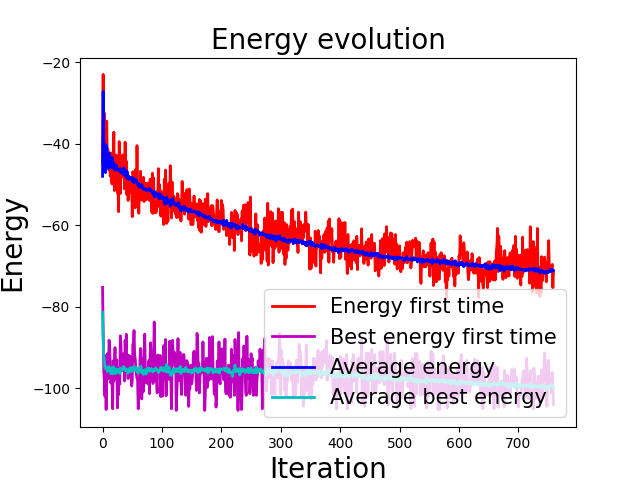 Energy evolution
Energy
−20
−40
−60
−80
−100
Energy first time
Best energy first time
Average energy
Average best energy
0 100 200 300 400 500 600 700
Iteration